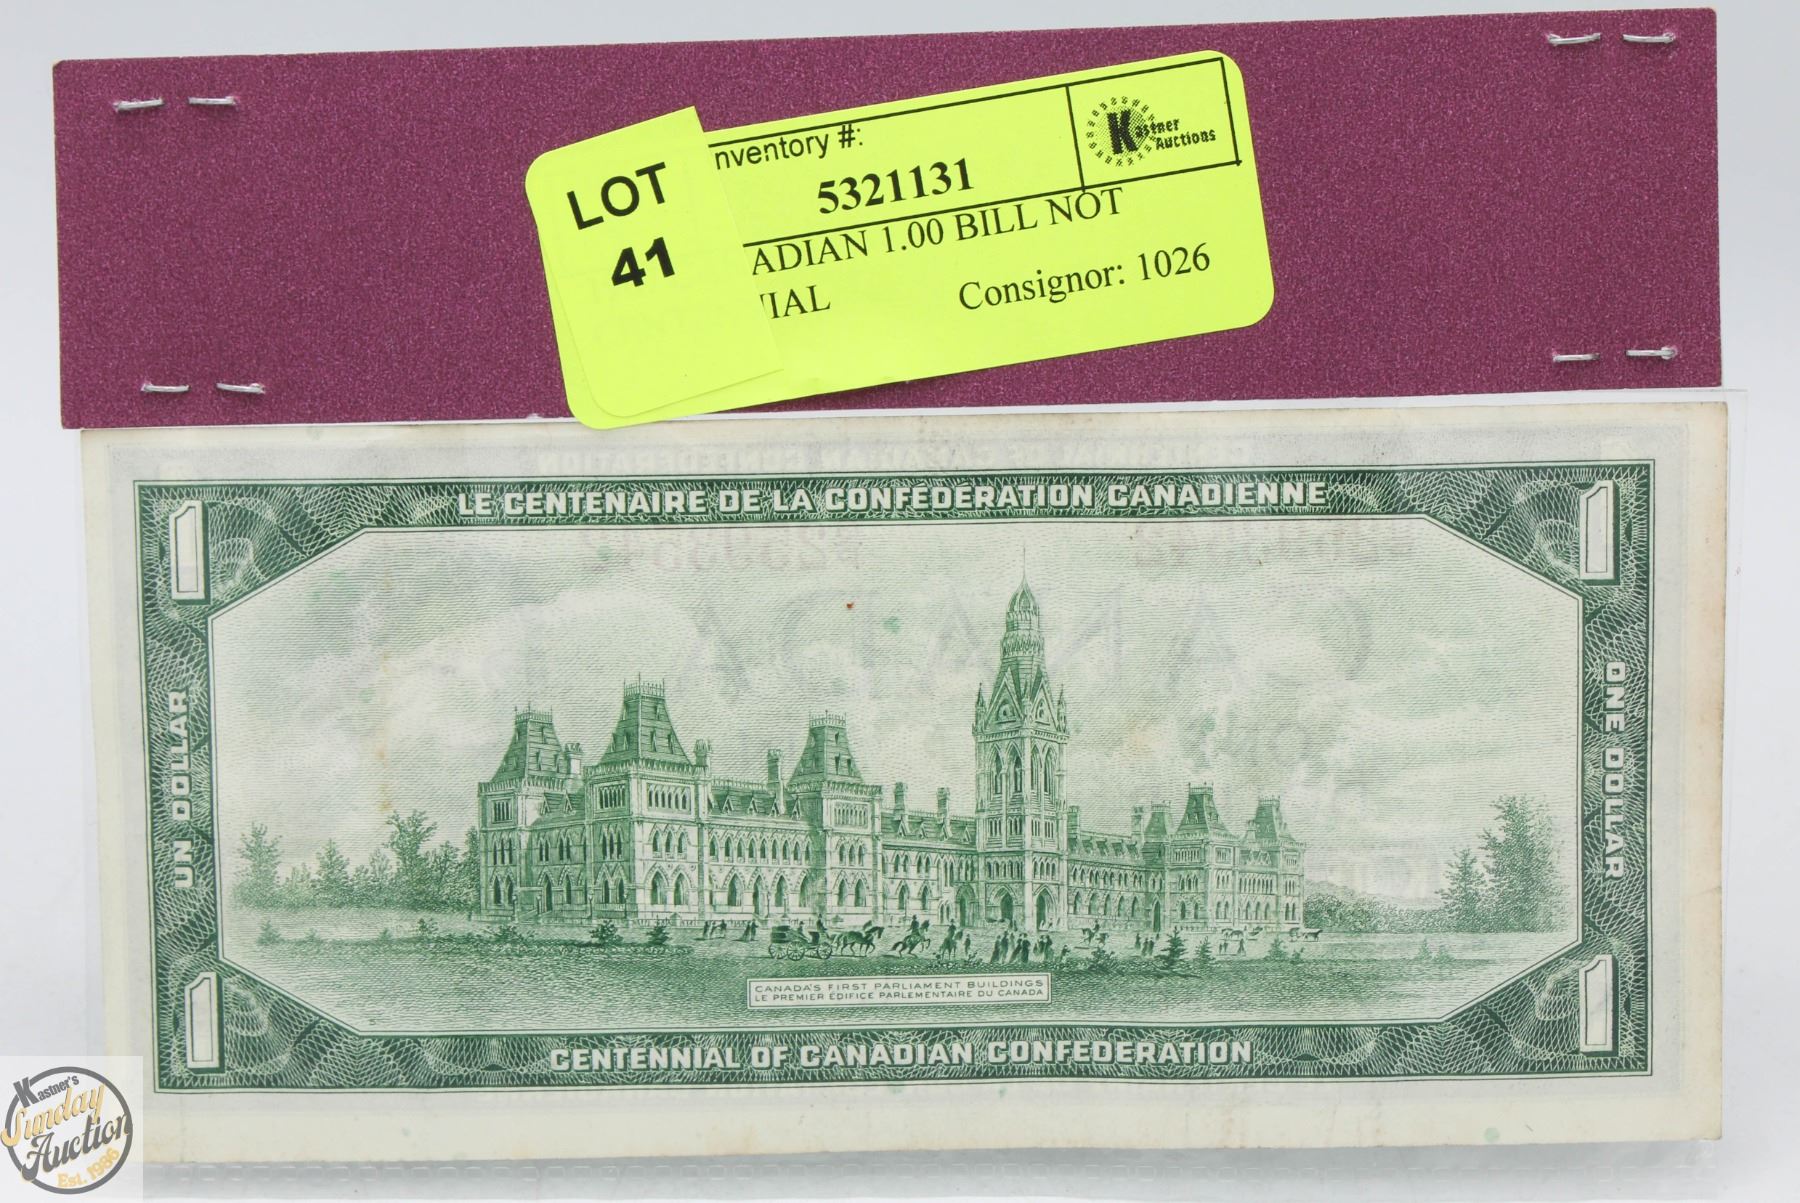 LOT
41
nventory #:
5321131
Kastner
Auctions
ADIAN 1.00 BILL NOT
IAL
Consignor: 1026
LE CENTENAIRE DE LA CONFÉDÉRATION CANADIENNE
1
1
UN DOLLAR
ONE DOLLAR
CANADA'S FIRST PARLIAMENT BUILDINGS
LE PREMIER ÉDIFICE PARLEMENTAIRE DU CANADA
1
1
CENTENNIAL OF CANADIAN CONFEDERATION
Kastner's
Sunday
Auction
Est. 1986